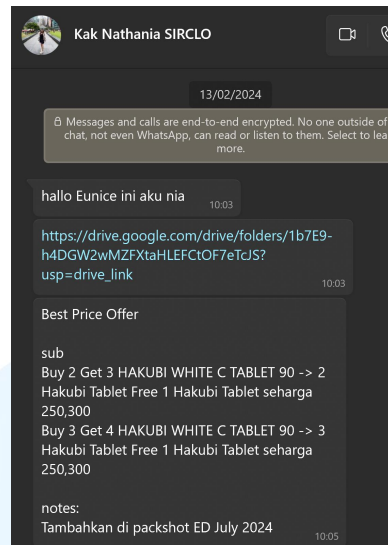 Kak Nathania SIRCLO
13/02/2024
Messages and calls are end-to-end encrypted. No one outside of
chat, not even WhatsApp, can read or listen to them. Select to lea
more.
hallo Eunice ini aku nia
10:03
https://drive.google.com/drive/folders/1b7E9-
h4DGW2wMZFXtaHLEFCtOF7eTcJS?
usp=drive_link
10:03
Best Price Offer
sub
Buy 2 Get 3 HAKUBI WHITE C TABLET 90 -> 2
Hakubi Tablet Free 1 Hakubi Tablet seharga
250,300
Buy 3 Get 4 HAKUBI WHITE C TABLET 90 -> 3
Hakubi Tablet Free 1 Hakubi Tablet seharga
250,300
notes:
Tambahkan di packshot ED July 2024
10:05